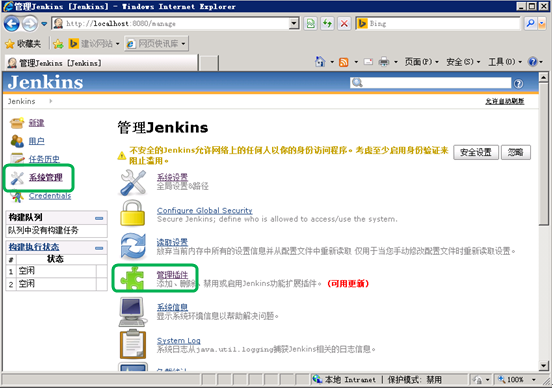 管理Jenkins [Jenkins] - Windows Internet Explorer
http://localhost:8080/manage
Bing
收藏夹
建议网站
网页快讯库
管理Jenkins [Jenkins]
页面(P)
安全(S)
工具(O)
Jenkins
Jenkins
允许自动刷新
新建
用户
任务历史
系统管理
Credentials
构建队列
队列中没有构建任务
构建执行状态
# 状态
1 空闲
2 空闲
管理Jenkins
不安全的Jenkins允许网络上的任何人以你的身份访问程序。考虑至少启用身份验证来
阻止滥用。
安全设置
忽略
系统设置
全局设置&路径
Configure Global Security
Secure Jenkins; define who is allowed to access/use the system.
读取设置
放弃当前内存中所有的设置信息并从配置文件中重新读取 仅用于当您手动修改配置文件时重新读取设置。
管理插件
添加、删除、禁用或启用Jenkins功能扩展插件。 (可用更新)
系统信息
显示系统环境信息以帮助解决问题。
System Log
系统日志从java.util.logging捕获Jenkins相关的日志信息。
本地 Intranet | 保护模式: 禁用
100%